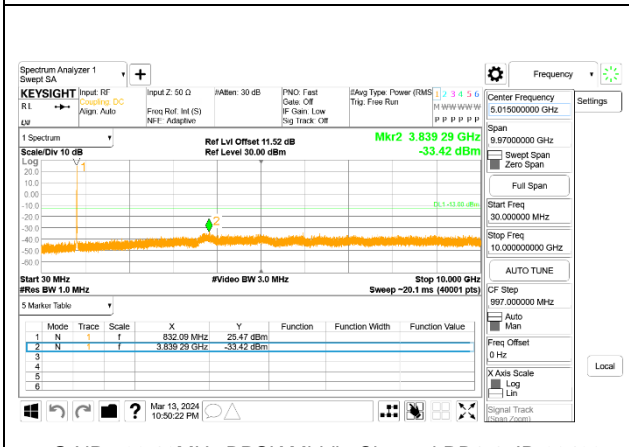 Spectrum Analyzer 1
Swept SA
+
Frequency
KEYSIGHT
Input: RF
Input Z: 50 Ω
#Atten: 30 dB
PNO: Fast
#Avg Type: Power (RMS
1 2 3 4 5 6
RL
Coupling: DC
Gate: Off
Trig: Free Run
M W W W W W
Align: Auto
Freq Ref: Int (S)
IF Gain: Low
NFE: Adaptive
Sig Track: Off
P P P P P P
Center Frequency
5.015000000 GHz
Settings
Span
9.97000000 GHz
Swept Span
Zero Span
Full Span
Start Freq
30.000000 MHz
Stop Freq
10.000000000 GHz
AUTO TUNE
CF Step
997.000000 MHz
Auto
Man
Freq Offset
0 Hz
X Axis Scale
Log
Lin
Local
Signal Track
(Span Zoom)
1 Spectrum
Ref Lvl Offset 11.52 dB
Mkr2 3.839 29 GHz
Scale/Div 10 dB
Ref Level 30.00 dBm
-33.42 dBm
Log
1
20.0
10.0
0.00
-10.0
DL1 -13.00 dBm
-20.0
2
-30.0
-40.0
-50.0
-60.0
Start 30 MHz
#Video BW 3.0 MHz
Stop 10.000 GHz
#Res BW 1.0 MHz
Sweep ~20.1 ms (40001 pts)
5 Marker Table
Mode Trace Scale X Y Function Function Width Function Value
1 N 1 f 832.09 MHz 25.47 dBm
2 N 1 f 3.839 29 GHz -33.42 dBm
3
4
5
6
?
Mar 13, 2024
10:50:22 PM